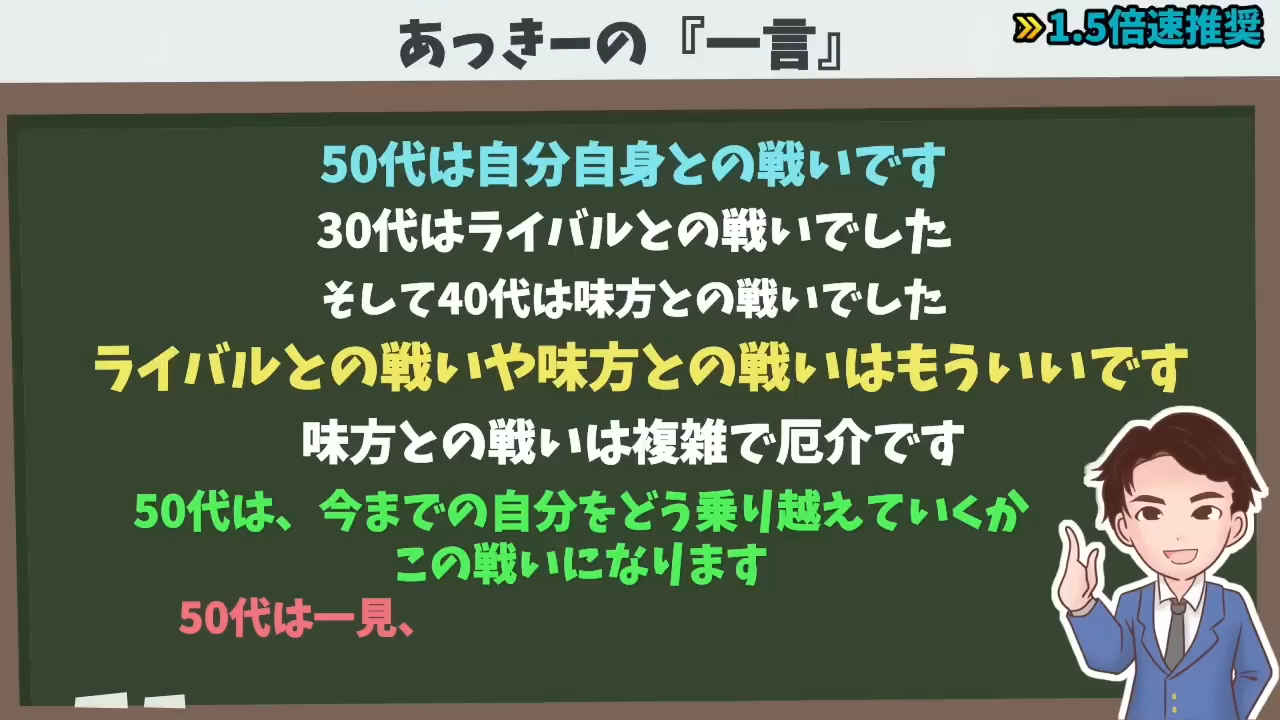 あっきーの『一言』
1.5倍速推奨
50代は自分自身との戦いです
30代はライバルとの戦いでした
そして40代は味方との戦いでした
ライバルとの戦いや味方との戦いはもういいです
味方との戦いは複雑で厄介です
50代は、今までの自分をどう乗り越えていくか
この戦いになります
50代は一見、